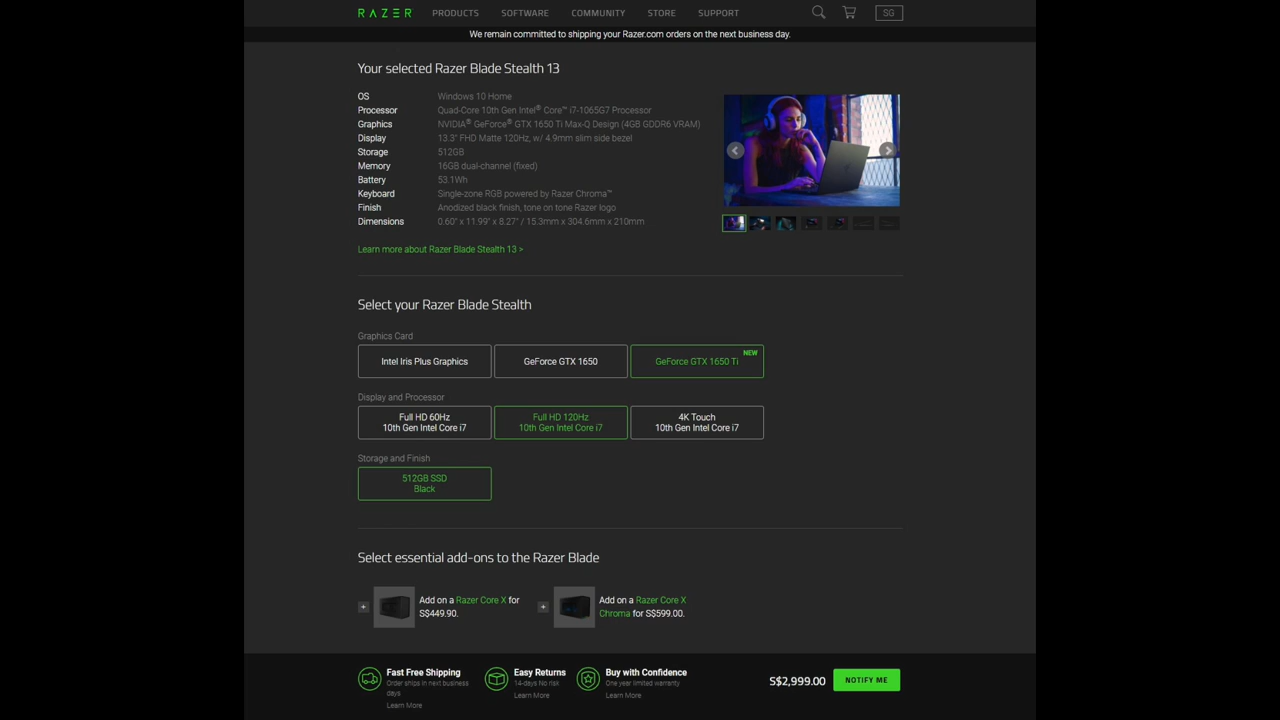 RAZER PRODUCTS SOFTWARE COMMUNITY STORE SUPPORT SG
We remain committed to shipping your Razer.com orders on the next business day.
Your selected Razer Blade Stealth 13
OS Windows 10 Home
Processor Quad-Core 10th Gen Intel® Core™ i7-1065G7 Processor
Graphics NVIDIA® GeForce® GTX 1650 Ti Max-Q Design (4GB GDDR6 VRAM)
Display 13.3" FHD Matte 120Hz, w/ 4.9mm slim side bezel
Storage 512GB
Memory 16GB dual-channel (fixed)
Battery 53.1Wh
Keyboard Single-zone RGB powered by Razer Chroma™
Finish Anodized black finish, tone on tone Razer logo
Dimensions 0.60" x 11.99" x 8.27" / 15.3mm x 304.6mm x 210mm
Learn more about Razer Blade Stealth 13 >
Select your Razer Blade Stealth
Graphics Card
Intel Iris Plus Graphics GeForce GTX 1650 GeForce GTX 1650 Ti NEW
Display and Processor
Full HD 60Hz Full HD 120Hz 4K Touch
10th Gen Intel Core i7 10th Gen Intel Core i7 10th Gen Intel Core i7
Storage and Finish
512GB SSD
Black
Select essential add-ons to the Razer Blade
Add on a Razer Core X for
S$449.90.
Add on a Razer Core X
Chroma for S$599.00.
Fast Free Shipping
Order ships in next business
days
Learn More
Easy Returns
14-days No risk
Learn More
Buy with Confidence
One year limited warranty
Learn More
S$2,999.00 NOTIFY ME